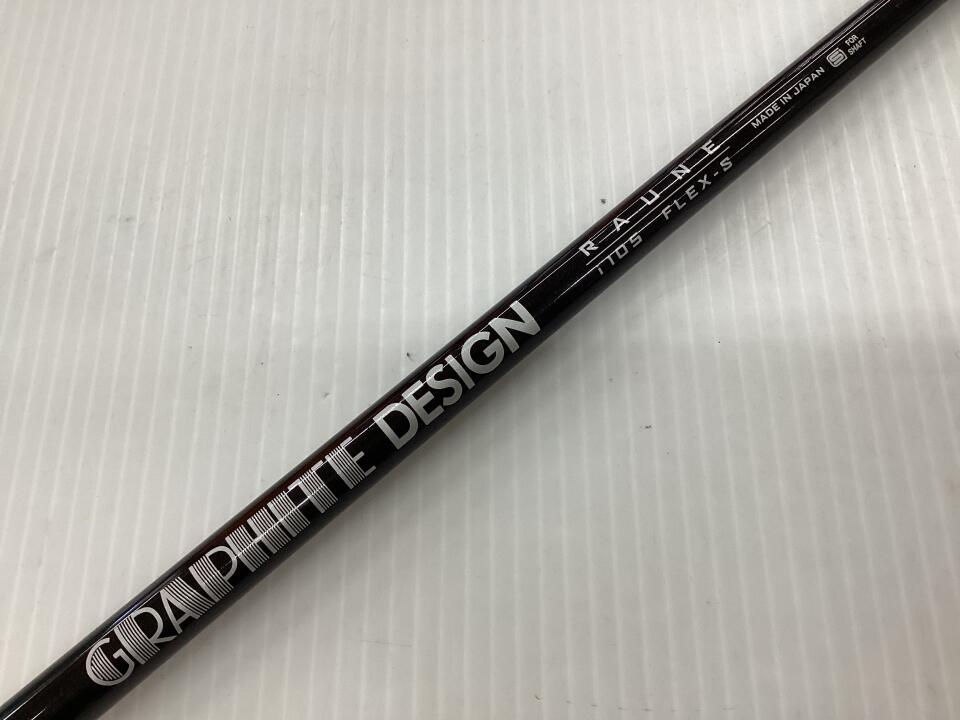 GRAPHITE DESIGN
RAUNE
i105 FLEX-S
MADE IN JAPAN
S FOR
SHAFT